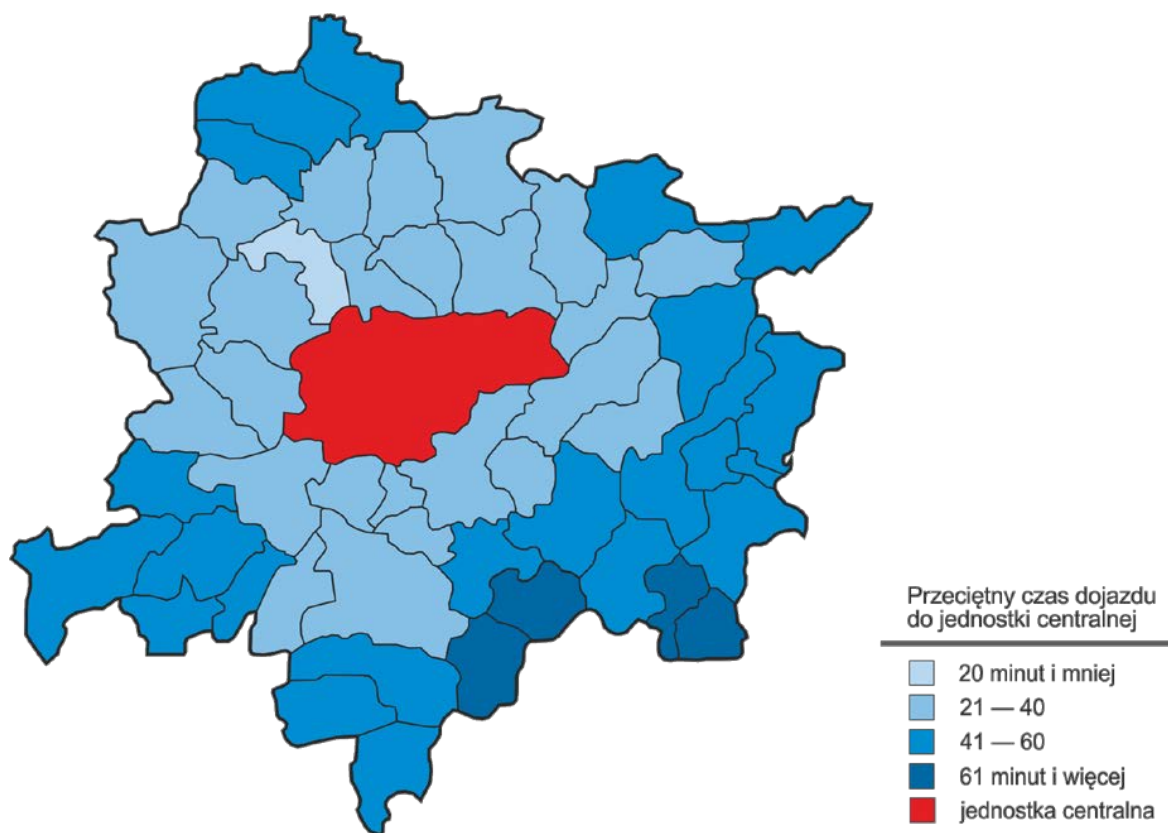 Przeciętny czas dojazdu
do jednostki centralnej
20 minut i mniej
21 — 40
41 — 60
61 minut i więcej
jednostka centralna